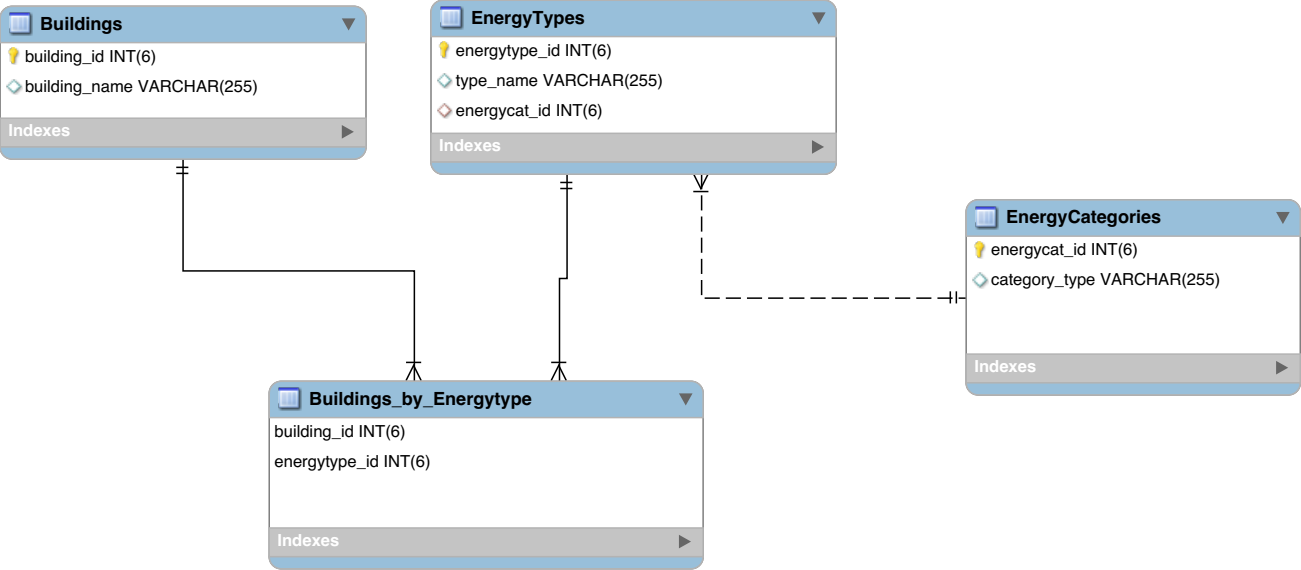 Buildings
building_id INT(6)
building_name VARCHAR(255)
Indexes
EnergyTypes
energytype_id INT(6)
type_name VARCHAR(255)
energycat_id INT(6)
Indexes
EnergyCategories
energycat_id INT(6)
category_type VARCHAR(255)
Indexes
Buildings_by_Energytype
building_id INT(6)
energytype_id INT(6)
Indexes